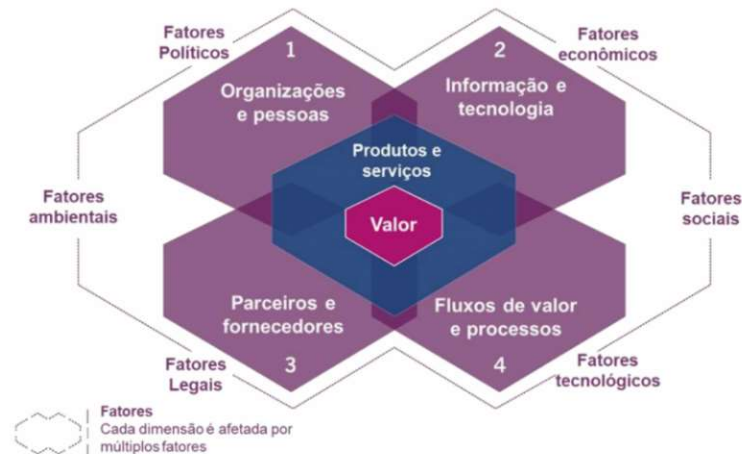 Fatores
Políticos
1
2
Fatores
econômicos
Organizações
e pessoas
Informação e
tecnologia
Produtos e
serviços
Fatores
ambientais
Valor
Fatores
sociais
Parceiros e
fornecedores
Fluxos de valor
e processos
Fatores
Legais
3
4
Fatores
tecnológicos
Fatores
Cada dimensão é afetada por
múltiplos fatores